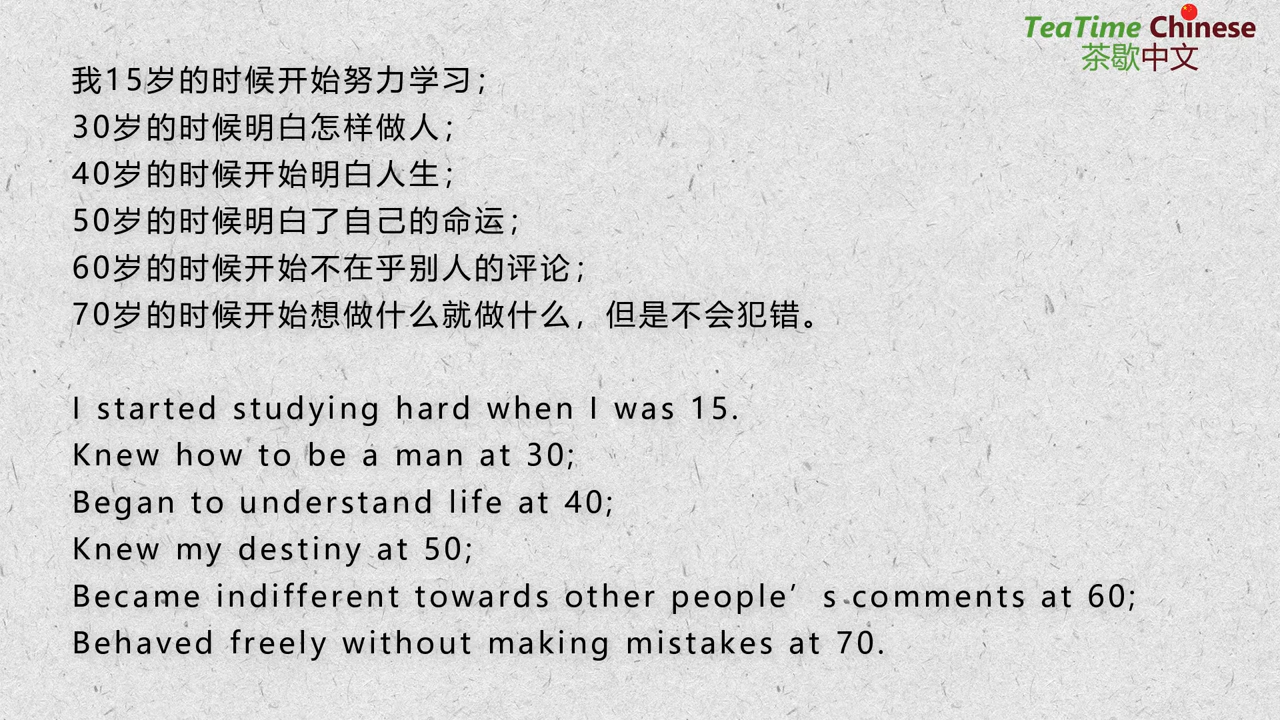 TeaTime Chinese
茶歇中文
我15岁的时候开始努力学习；
30岁的时候明白怎样做人；
40岁的时候开始明白人生；
50岁的时候明白了自己的命运；
60岁的时候开始不在乎别人的评论；
70岁的时候开始想做什么就做什么，但是不会犯错。
I started studying hard when I was 15.
Knew how to be a man at 30;
Began to understand life at 40;
Knew my destiny at 50;
Became indifferent towards other people’s comments at 60;
Behaved freely without making mistakes at 70.